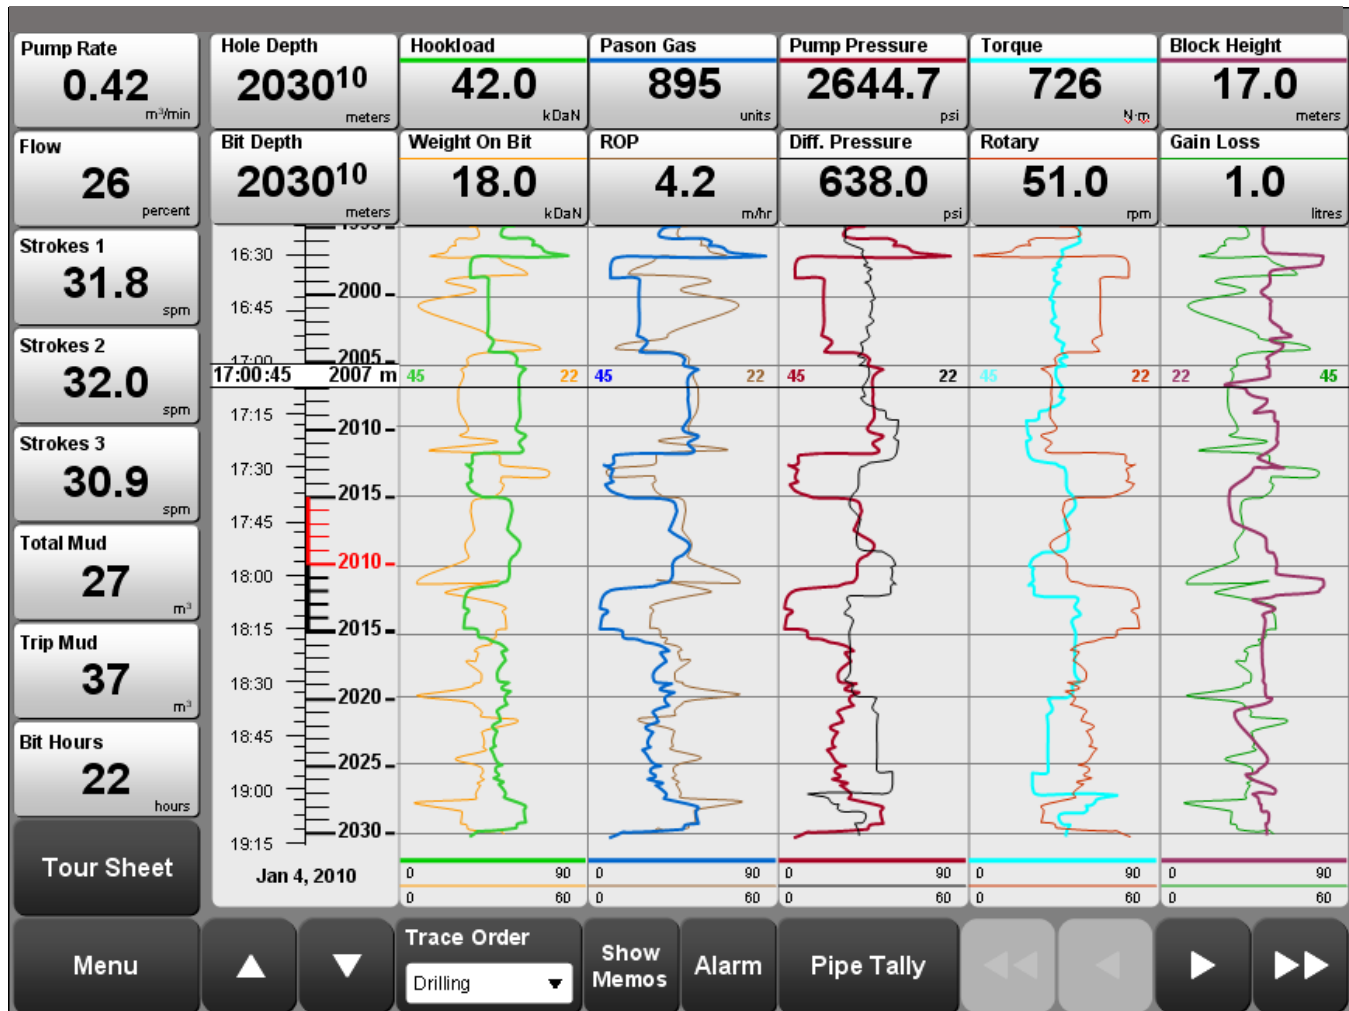 Pump Rate
0.42
m³/min
Hole Depth
2030¹⁰
meters
Hookload
42.0
kDaN
Pason Gas
895
units
Pump Pressure
2644.7
psi
Torque
726
N·m
Block Height
17.0
meters
Flow
26
percent
Bit Depth
2030¹⁰
meters
Weight On Bit
18.0
kDaN
ROP
4.2
m/hr
Diff. Pressure
638.0
psi
Rotary
51.0
rpm
Gain Loss
1.0
litres
Strokes 1
31.8
spm
Strokes 2
32.0
spm
Strokes 3
30.9
spm
Total Mud
27
m³
Trip Mud
37
m³
Bit Hours
22
hours
Tour Sheet
1995
16:30
2000
16:45
2005
17:00
17:00:45 2007 m 45 22 45 22 45 22 45 22 22 45
17:15
2010
17:30
2015
17:45
2010
18:00
2015
18:15
18:30
2020
18:45
2025
19:00
2030
19:15
Jan 4, 2010
0 90 0 90 0 90 0 90 0 90
0 60 0 60 0 60 0 60 0 60
Menu
Trace Order
Drilling
Show
Memos
Alarm
Pipe Tally